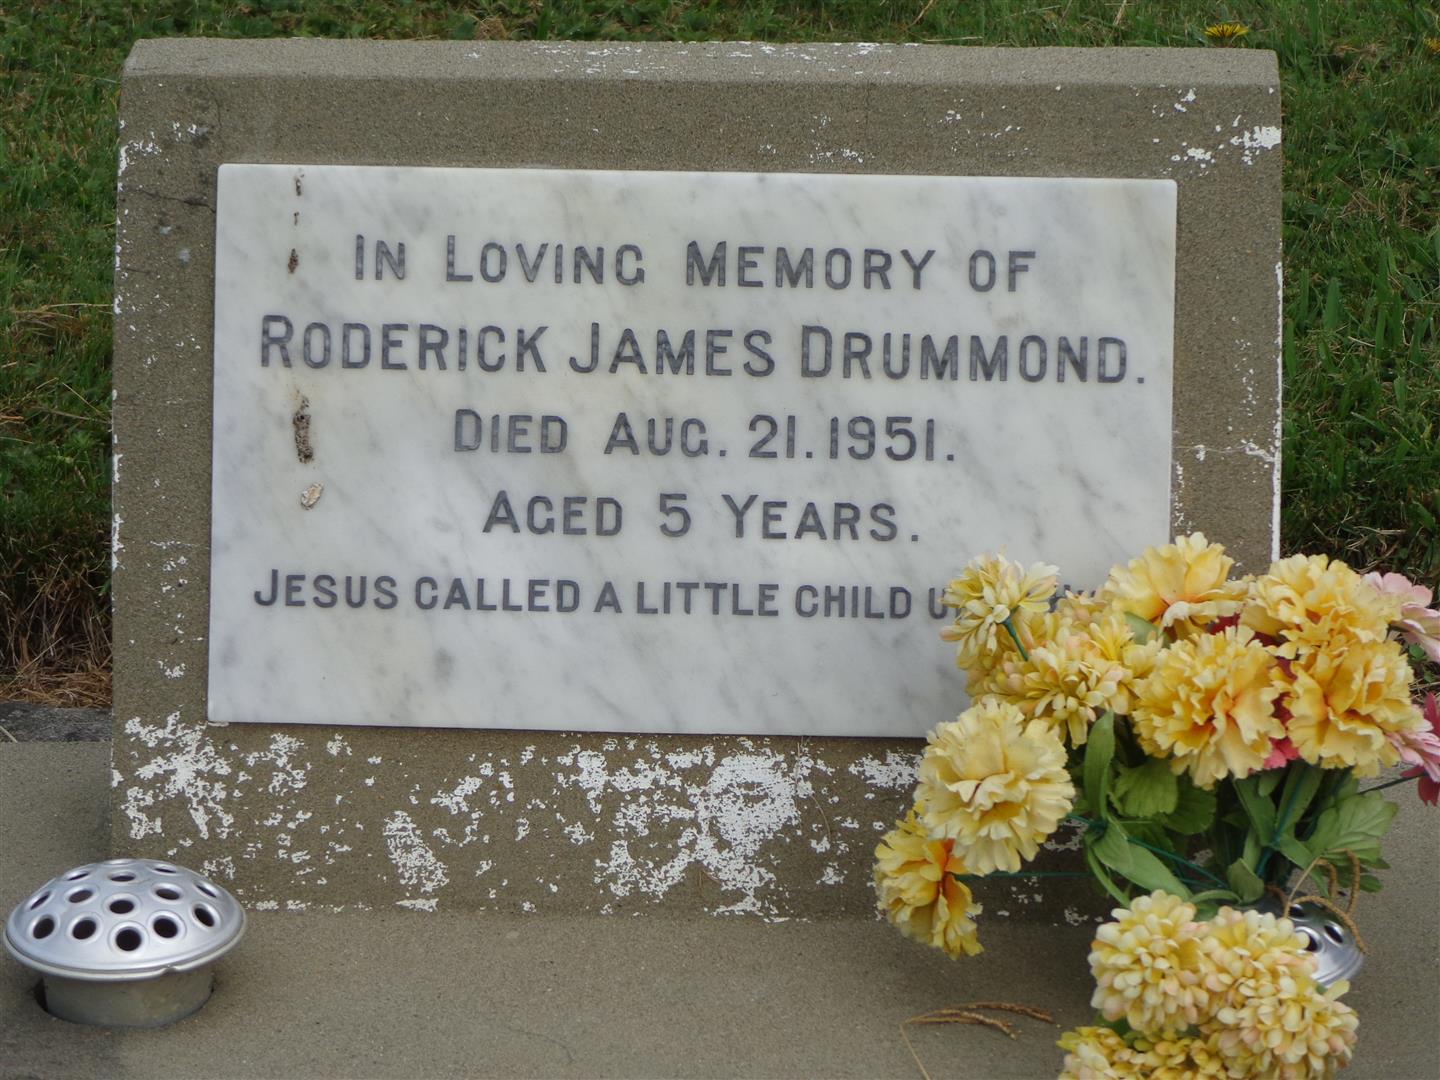 IN LOVING MEMORY OF
RODERICK JAMES DRUMMOND.
DIED AUG. 21. 1951.
AGED 5 YEARS.
JESUS CALLED A LITTLE CHILD